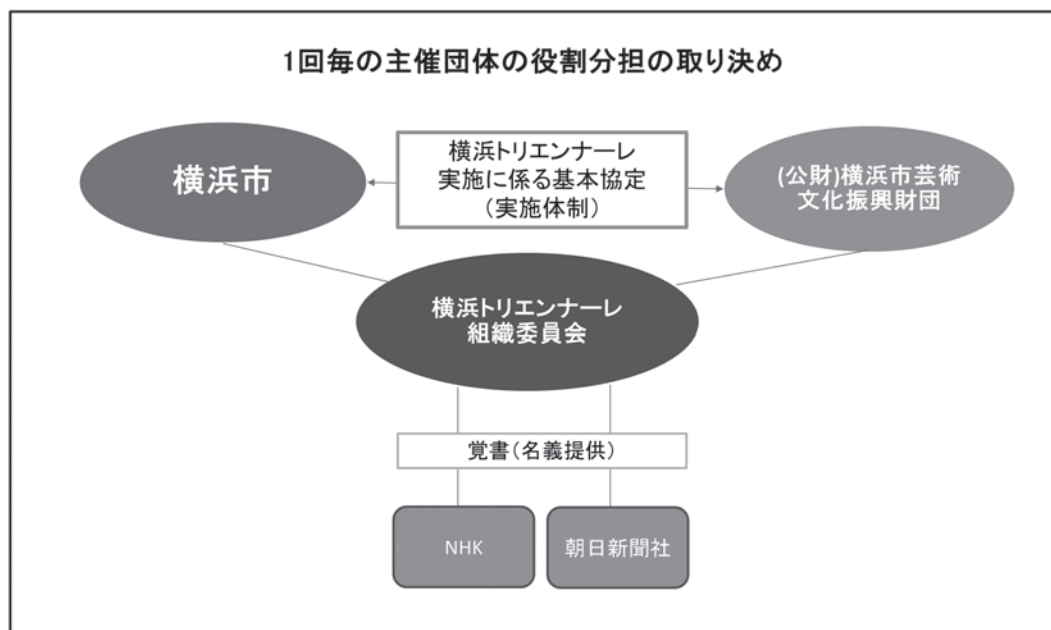 1回毎の主催団体の役割分担の取り決め
横浜市
横浜トリエンナーレ
実施に係る基本協定
（実施体制）
(公財)横浜市芸術
文化振興財団
横浜トリエンナーレ
組織委員会
覚書（名義提供）
NHK
朝日新聞社